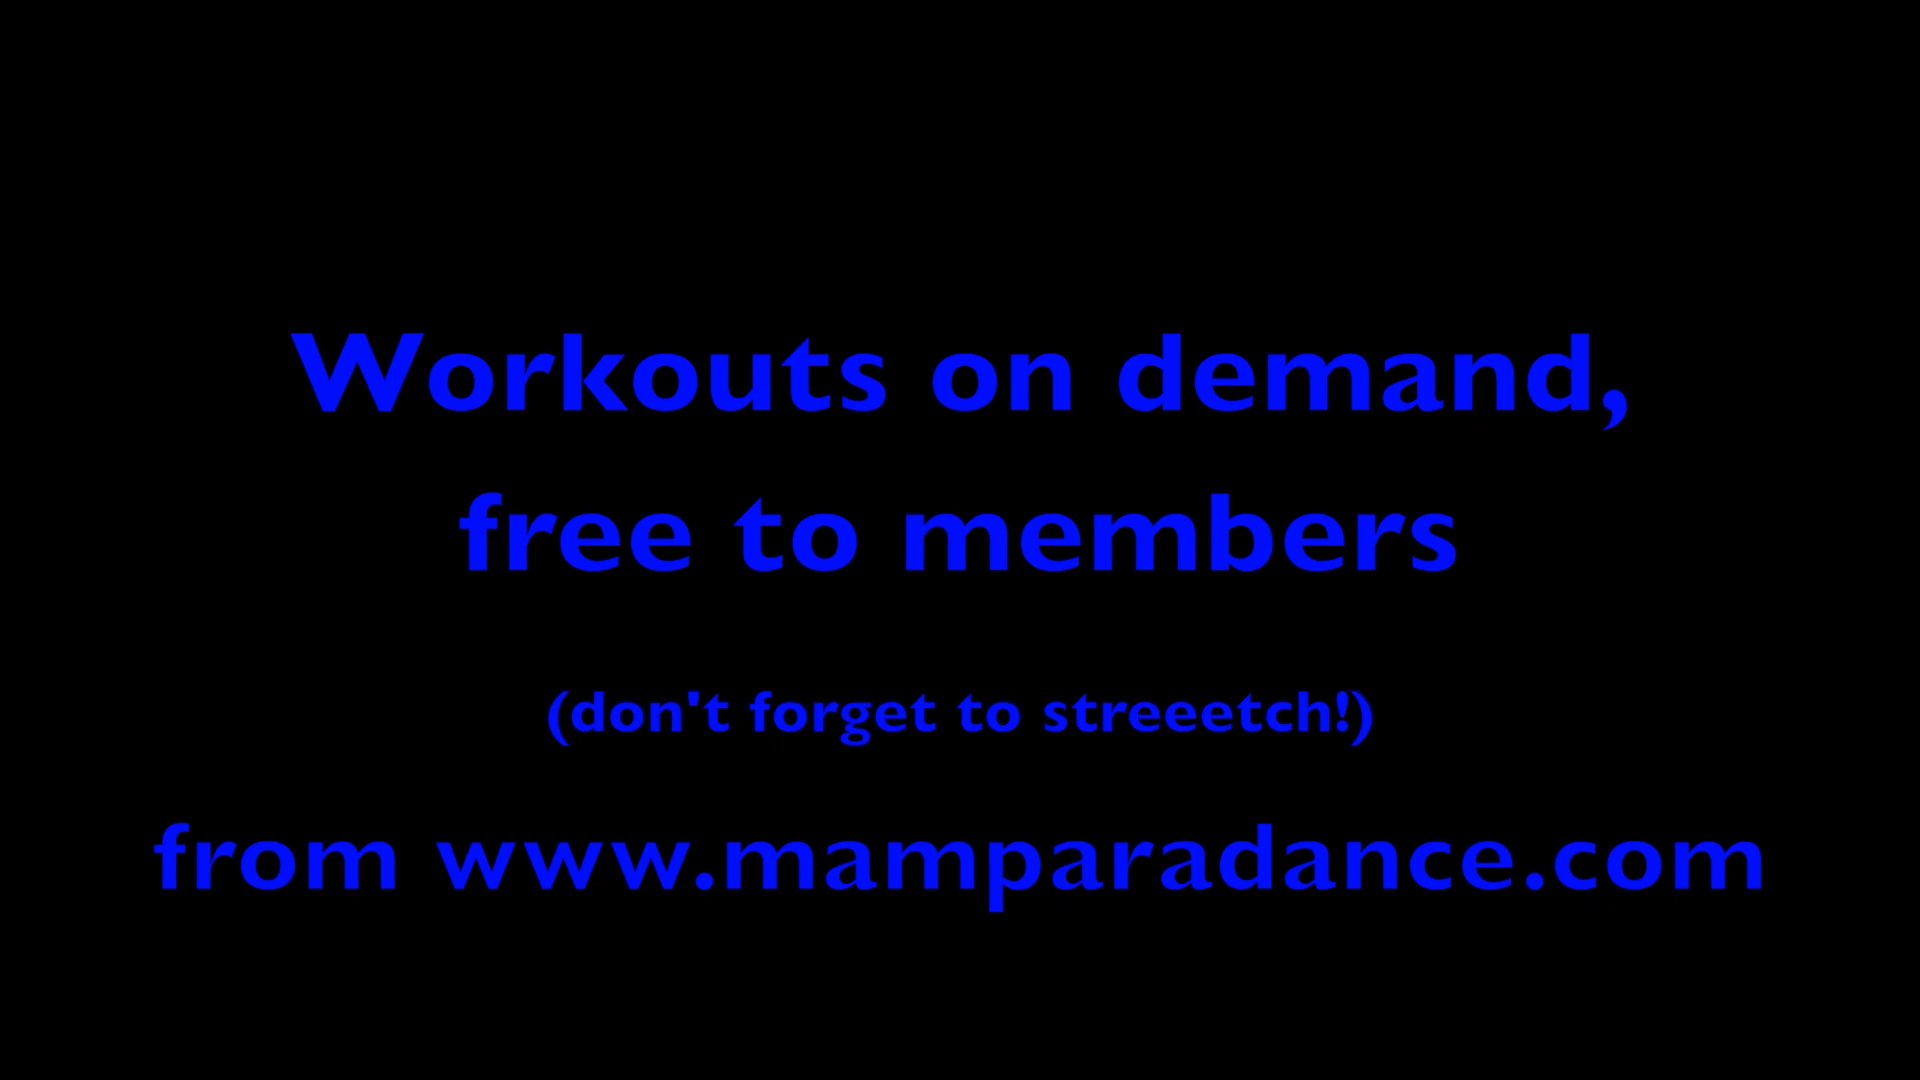 Workouts on demand,
free to members
(don't forget to streeetch!)
from www.mamparadance.com